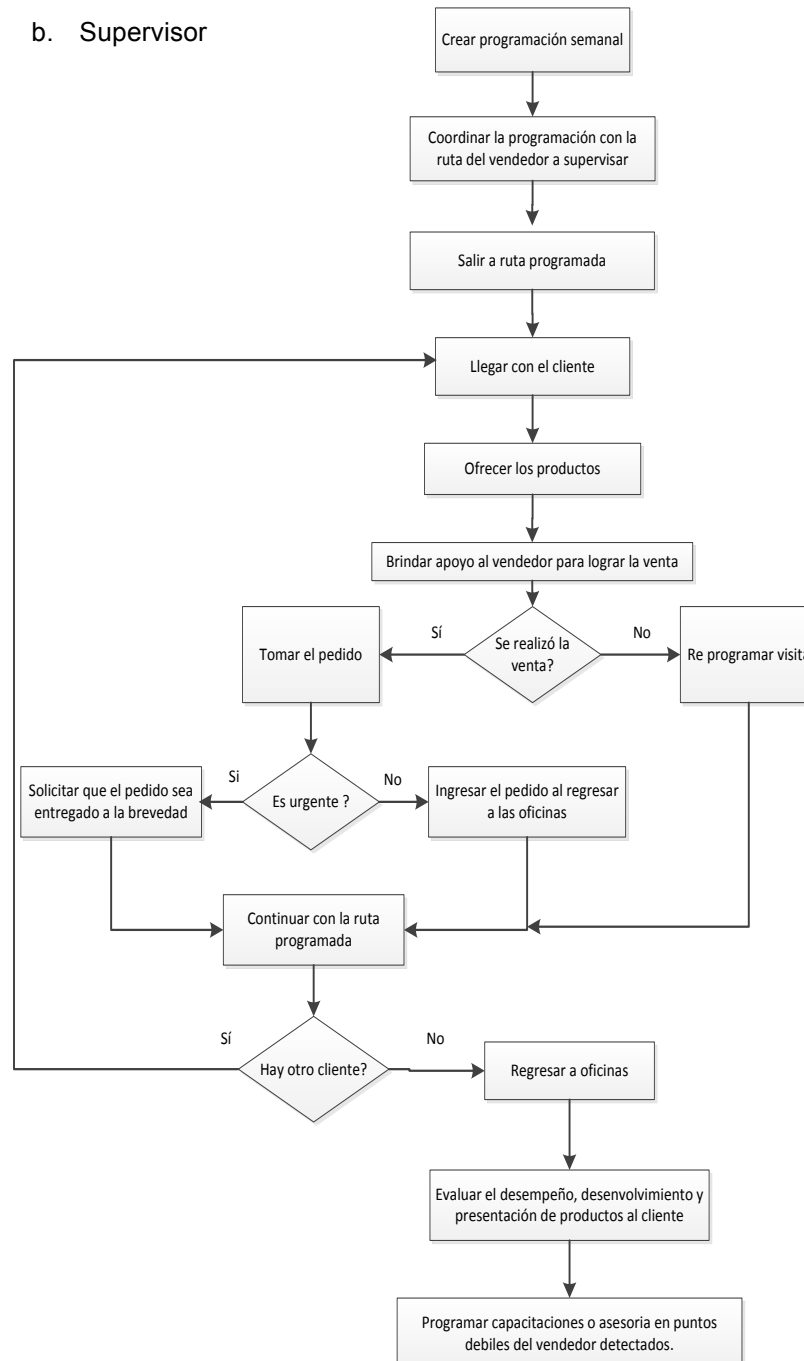 b. Supervisor
Crear programación semanal
Coordinar la programación con la
ruta del vendedor a supervisar
Salir a ruta programada
Llegar con el cliente
Ofrecer los productos
Brindar apoyo al vendedor para lograr la venta
Tomar el pedido
Sí
Se realizó la
venta?
No
Re programar visita
Solicitar que el pedido sea
entregado a la brevedad
Si
Es urgente ?
No
Ingresar el pedido al regresar
a las oficinas
Continuar con la ruta
programada
Sí
Hay otro cliente?
No
Regresar a oficinas
Evaluar el desempeño, desenvolvimiento y
presentación de productos al cliente
Programar capacitaciones o asesoria en puntos
debiles del vendedor detectados.